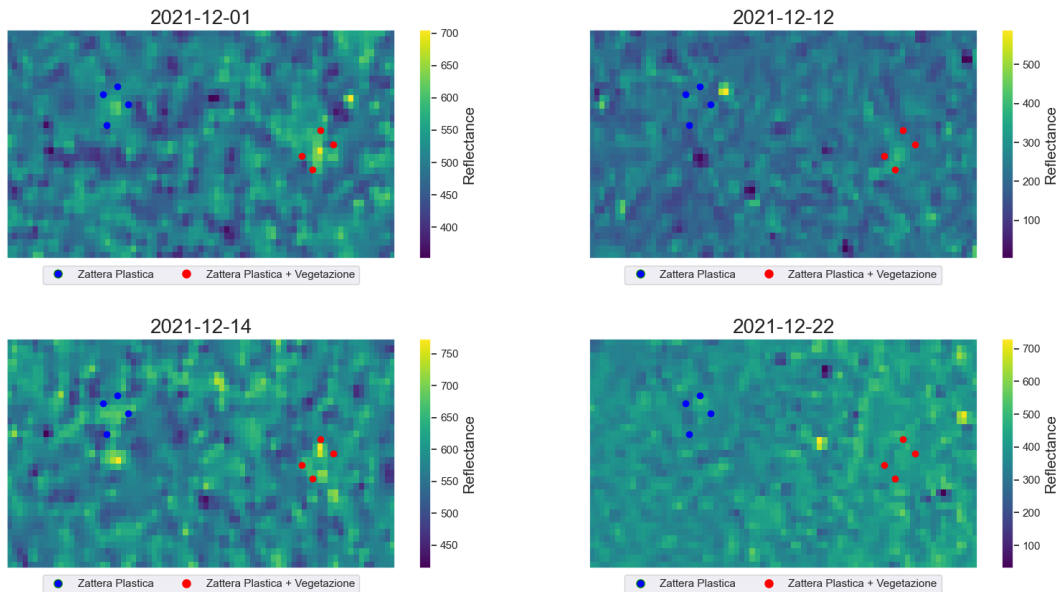 2021-12-01
700
650
600
550
500
450
400
Reflectance
Zattera Plastica
Zattera Plastica + Vegetazione
2021-12-12
500
400
300
200
100
Reflectance
Zattera Plastica
Zattera Plastica + Vegetazione
2021-12-14
750
700
650
600
550
500
450
Reflectance
Zattera Plastica
Zattera Plastica + Vegetazione
2021-12-22
700
600
500
400
300
200
100
Reflectance
Zattera Plastica
Zattera Plastica + Vegetazione